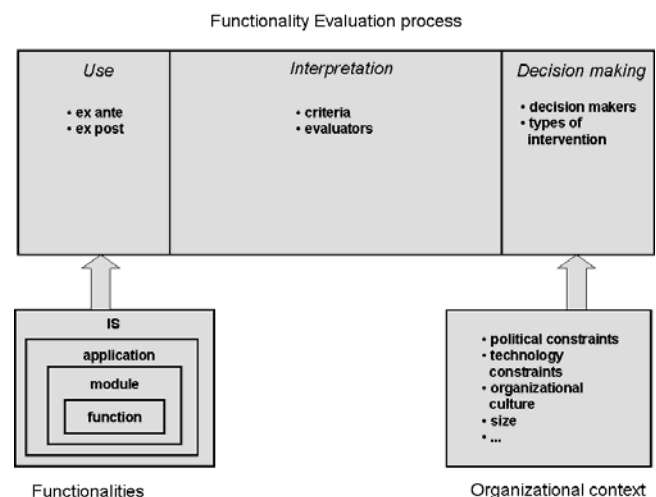 Functionality Evaluation process
Use
• ex ante
• ex post
Interpretation
• criteria
• evaluators
Decision making
• decision makers
• types of
intervention
IS
application
module
function
Functionalities
• political constraints
• technology
constraints
• organizational
culture
• size
• ...
Organizational context